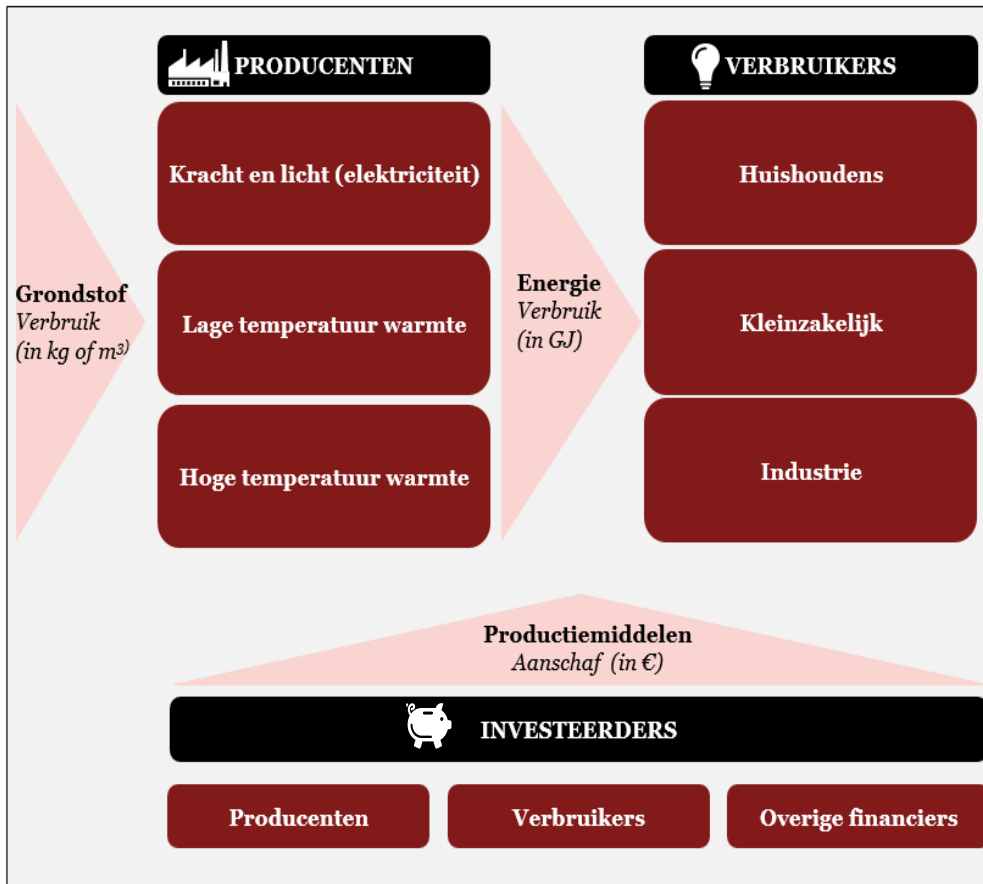 PRODUCENTEN
VERBRUIKERS
Kracht en licht (elektriciteit)
Huishoudens
Grondstof
Verbruik
(in kg of m³)
Lage temperatuur warmte
Energie
Verbruik
(in GJ)
Kleinzakelijk
Hoge temperatuur warmte
Industrie
Productiemiddelen
Aanschaf (in €)
INVESTEERDERS
Producenten
Verbruikers
Overige financiers